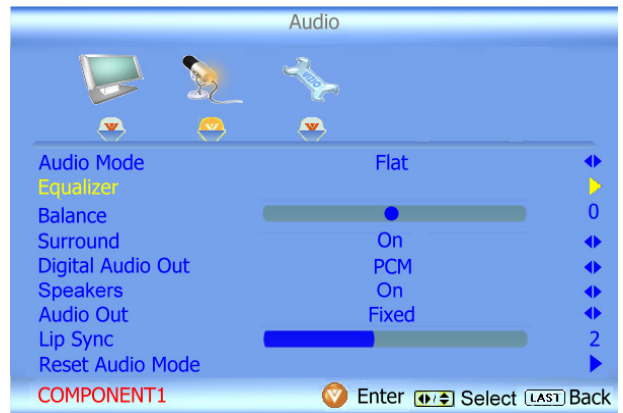 Audio
VIZIO
Audio Mode Flat
Equalizer
Balance 0
Surround On
Digital Audio Out PCM
Speakers On
Audio Out Fixed
Lip Sync 2
Reset Audio Mode
COMPONENT1 Enter Select LAST Back